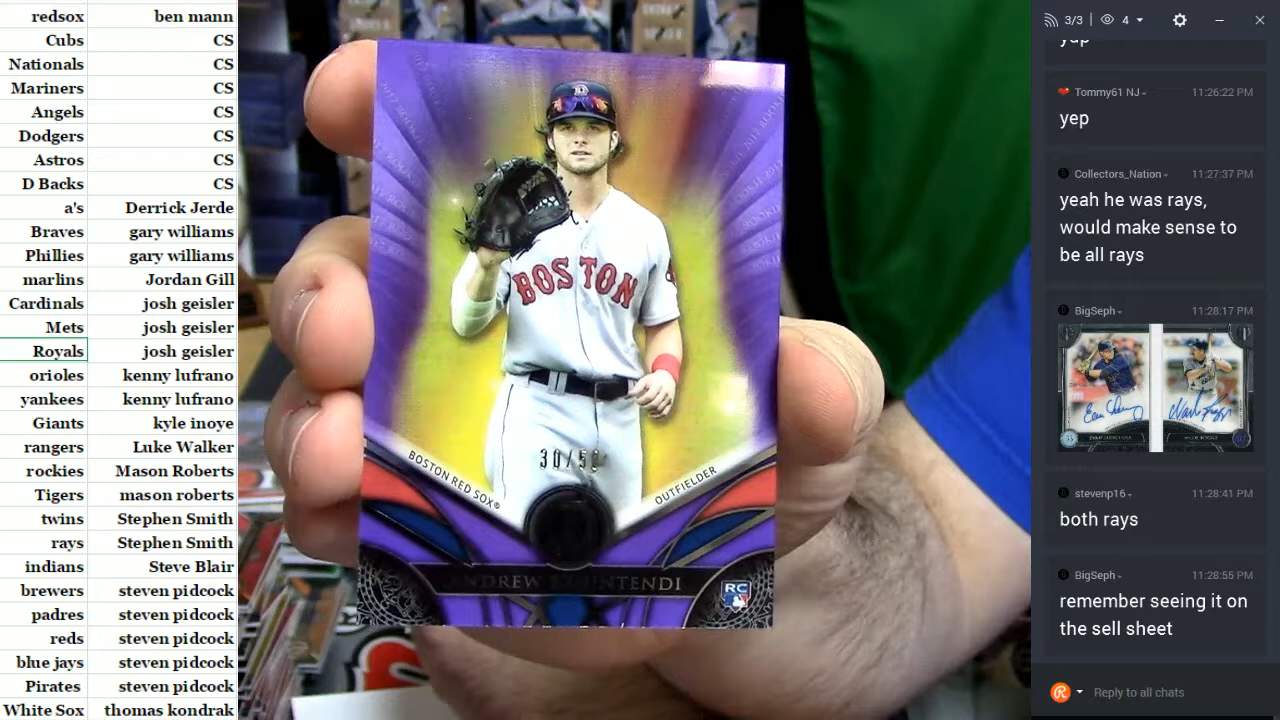 redsox ben mann
Cubs CS
Nationals CS
Mariners CS
Angels CS
Dodgers CS
Astros CS
D Backs CS
a's Derrick Jerde
Braves gary williams
Phillies gary williams
marlins Jordan Gill
Cardinals josh geisler
Mets josh geisler
Royals josh geisler
orioles kenny lufrano
yankees kenny lufrano
Giants kyle inoye
rangers Luke Walker
rockies Mason Roberts
Tigers mason roberts
twins Stephen Smith
rays Stephen Smith
indians Steve Blair
brewers steven pidcock
padres steven pidcock
reds steven pidcock
blue jays steven pidcock
Pirates steven pidcock
White Sox thomas kondrak
BOSTON
30/50
BOSTON RED SOX®
OUTFIELDER
ANDREW
RC
3/3 4
yup
Tommy61 NJ 11:26:22 PM
yep
Collectors_Nation 11:27:37 PM
yeah he was rays,
would make sense to
be all rays
BigSeph 11:28:17 PM
stevenp16 11:28:41 PM
both rays
BigSeph 11:28:55 PM
remember seeing it on
the sell sheet
Reply to all chats